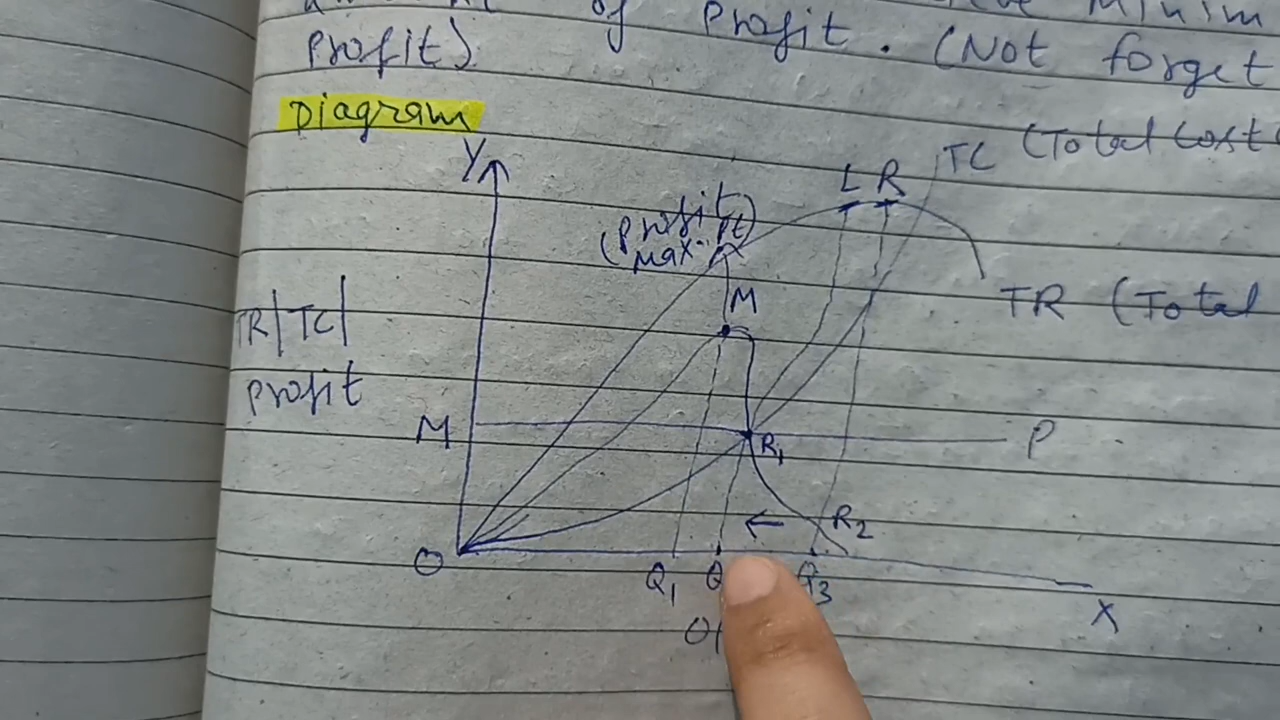 of Profit. (Not forget
Profit)
Diagram
Y
TC (Total Cost
L R
(Profit
Max. Pt)
M
TR (Total
TR/TC/
Profit
M
R1
P
R2
O
Q1 Q Q3
X